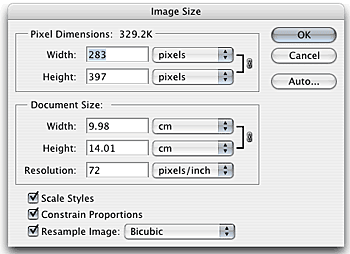 Image Size
Pixel Dimensions: 329.2K
Width: 283 pixels
Height: 397 pixels
OK
Cancel
Auto...
Document Size:
Width: 9.98 cm
Height: 14.01 cm
Resolution: 72 pixels/inch
Scale Styles
Constrain Proportions
Resample Image: Bicubic